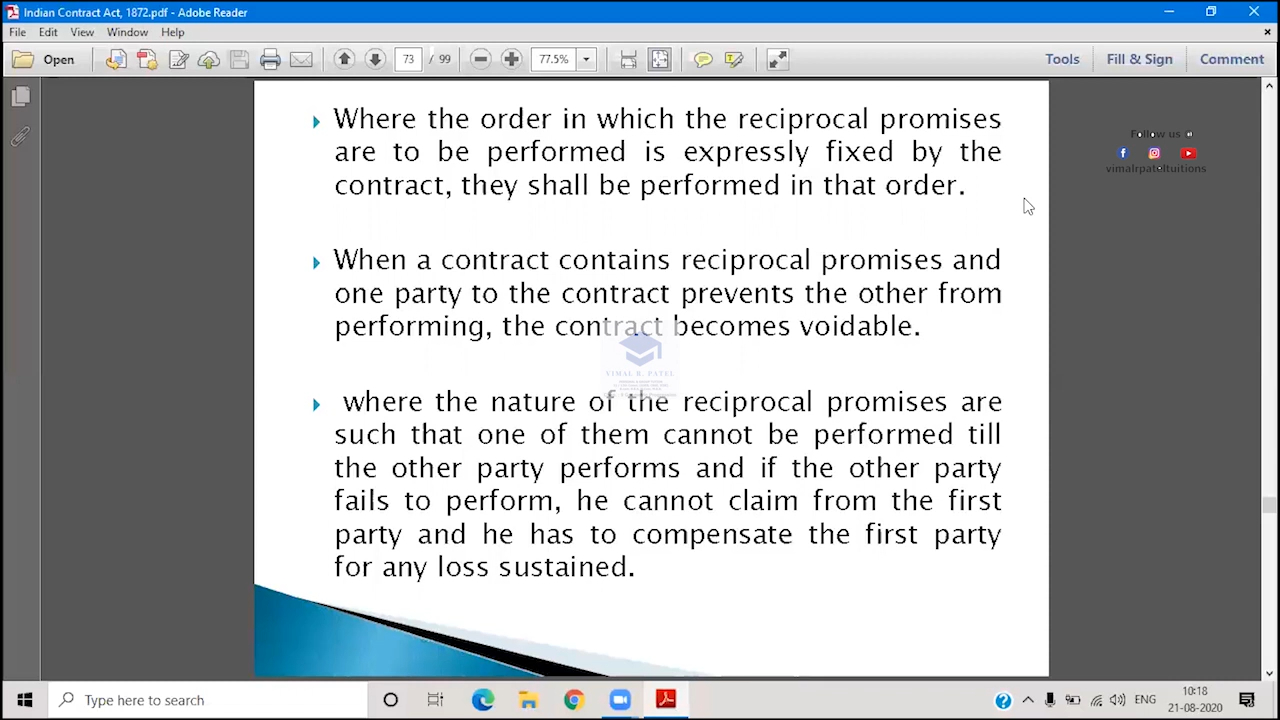 Indian Contract Act, 1872.pdf - Adobe Reader
File Edit View Window Help
Open 73 / 99 77.5% Tools Fill & Sign Comment
Where the order in which the reciprocal promises
are to be performed is expressly fixed by the
contract, they shall be performed in that order.
When a contract contains reciprocal promises and
one party to the contract prevents the other from
performing, the contract becomes voidable.
where the nature of the reciprocal promises are
such that one of them cannot be performed till
the other party performs and if the other party
fails to perform, he cannot claim from the first
party and he has to compensate the first party
for any loss sustained.
Follow us on
vimalrpateltuitions
VIMAL R. PATEL
Type here to search
ENG
10:18
21-08-2020